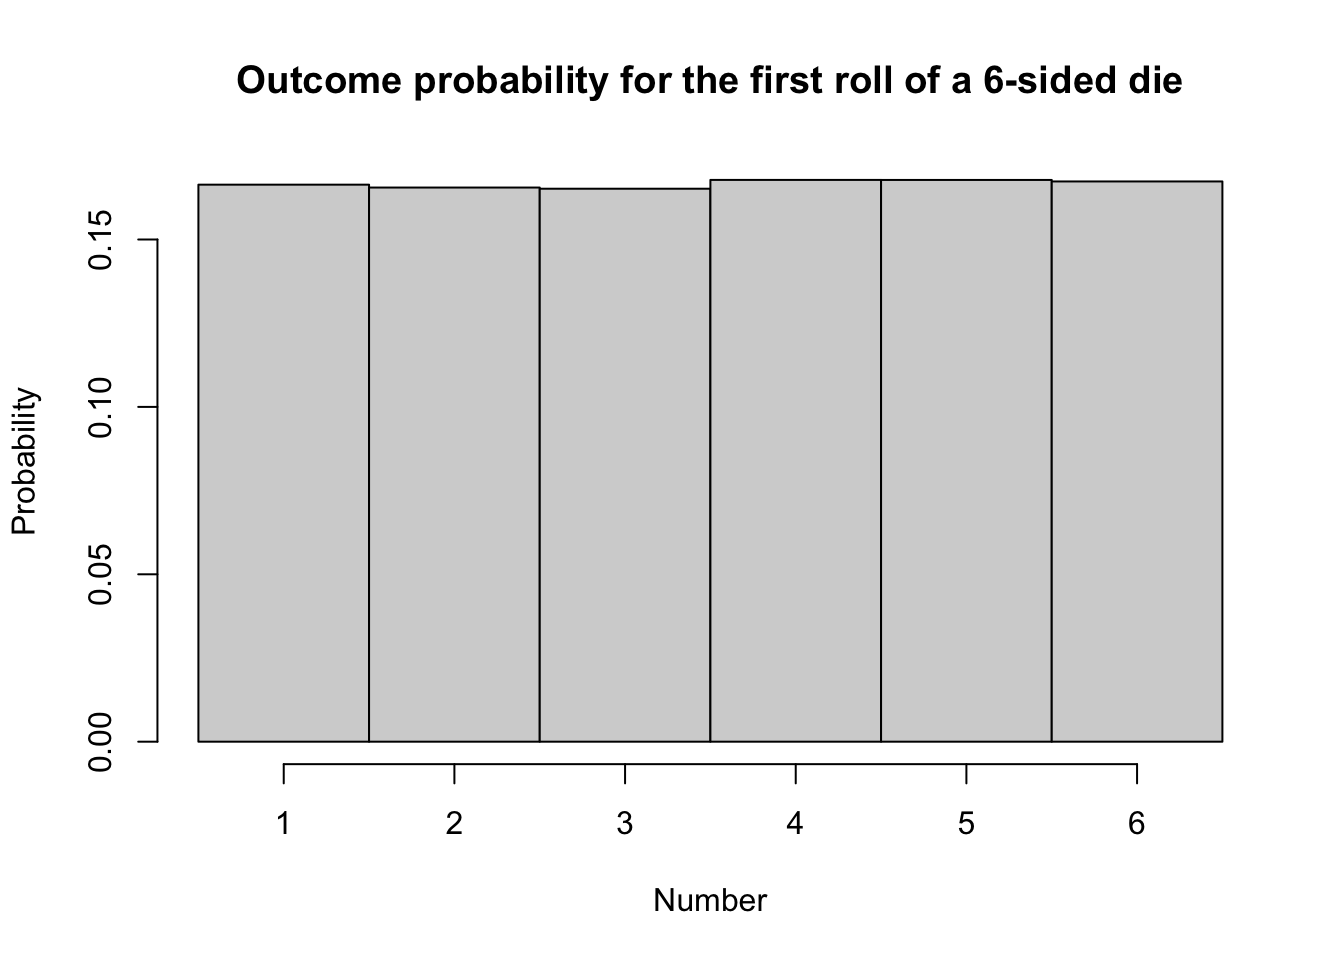 Outcome probability for the first roll of a 6-sided die
Probability
0.15
0.10
0.05
0.00
1 2 3 4 5 6
Number